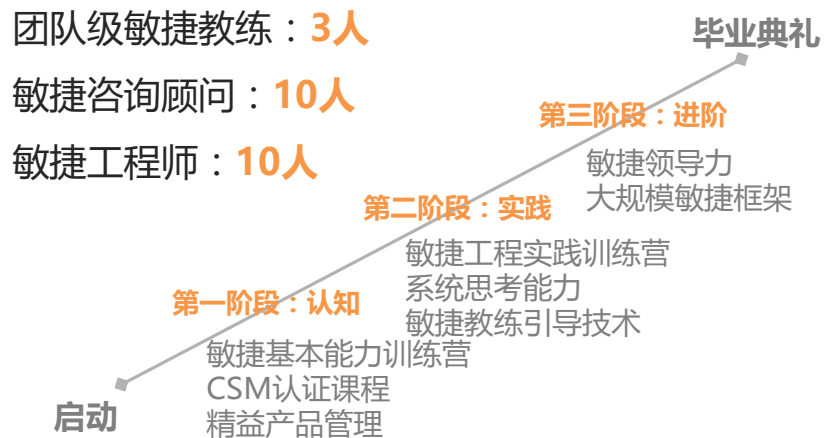 团队级敏捷教练：3人
敏捷咨询顾问：10人
敏捷工程师：10人
毕业典礼
第三阶段：进阶
敏捷领导力
大规模敏捷框架
第二阶段：实践
敏捷工程实践训练营
系统思考能力
敏捷教练引导技术
第一阶段：认知
敏捷基本能力训练营
CSM认证课程
精益产品管理
启动